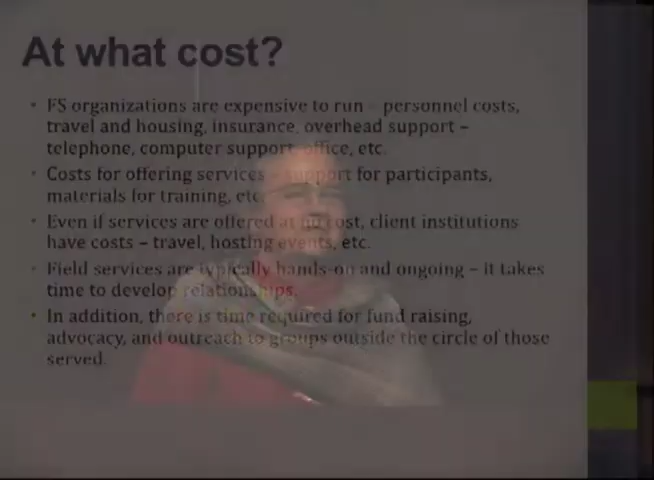 At what cost?
• FS organizations are expensive to run – personnel costs,
travel and housing, insurance, overhead support –
telephone, computer support, office, etc.
• Costs for offering services – support for participants,
materials for training, etc.
• Even if services are offered at no cost, client institutions
have costs – travel, hosting events, etc.
• Field services are typically hands-on and ongoing – it takes
time to develop relationships.
• In addition, there is time required for fund raising,
advocacy, and outreach to groups outside the circle of those
served.